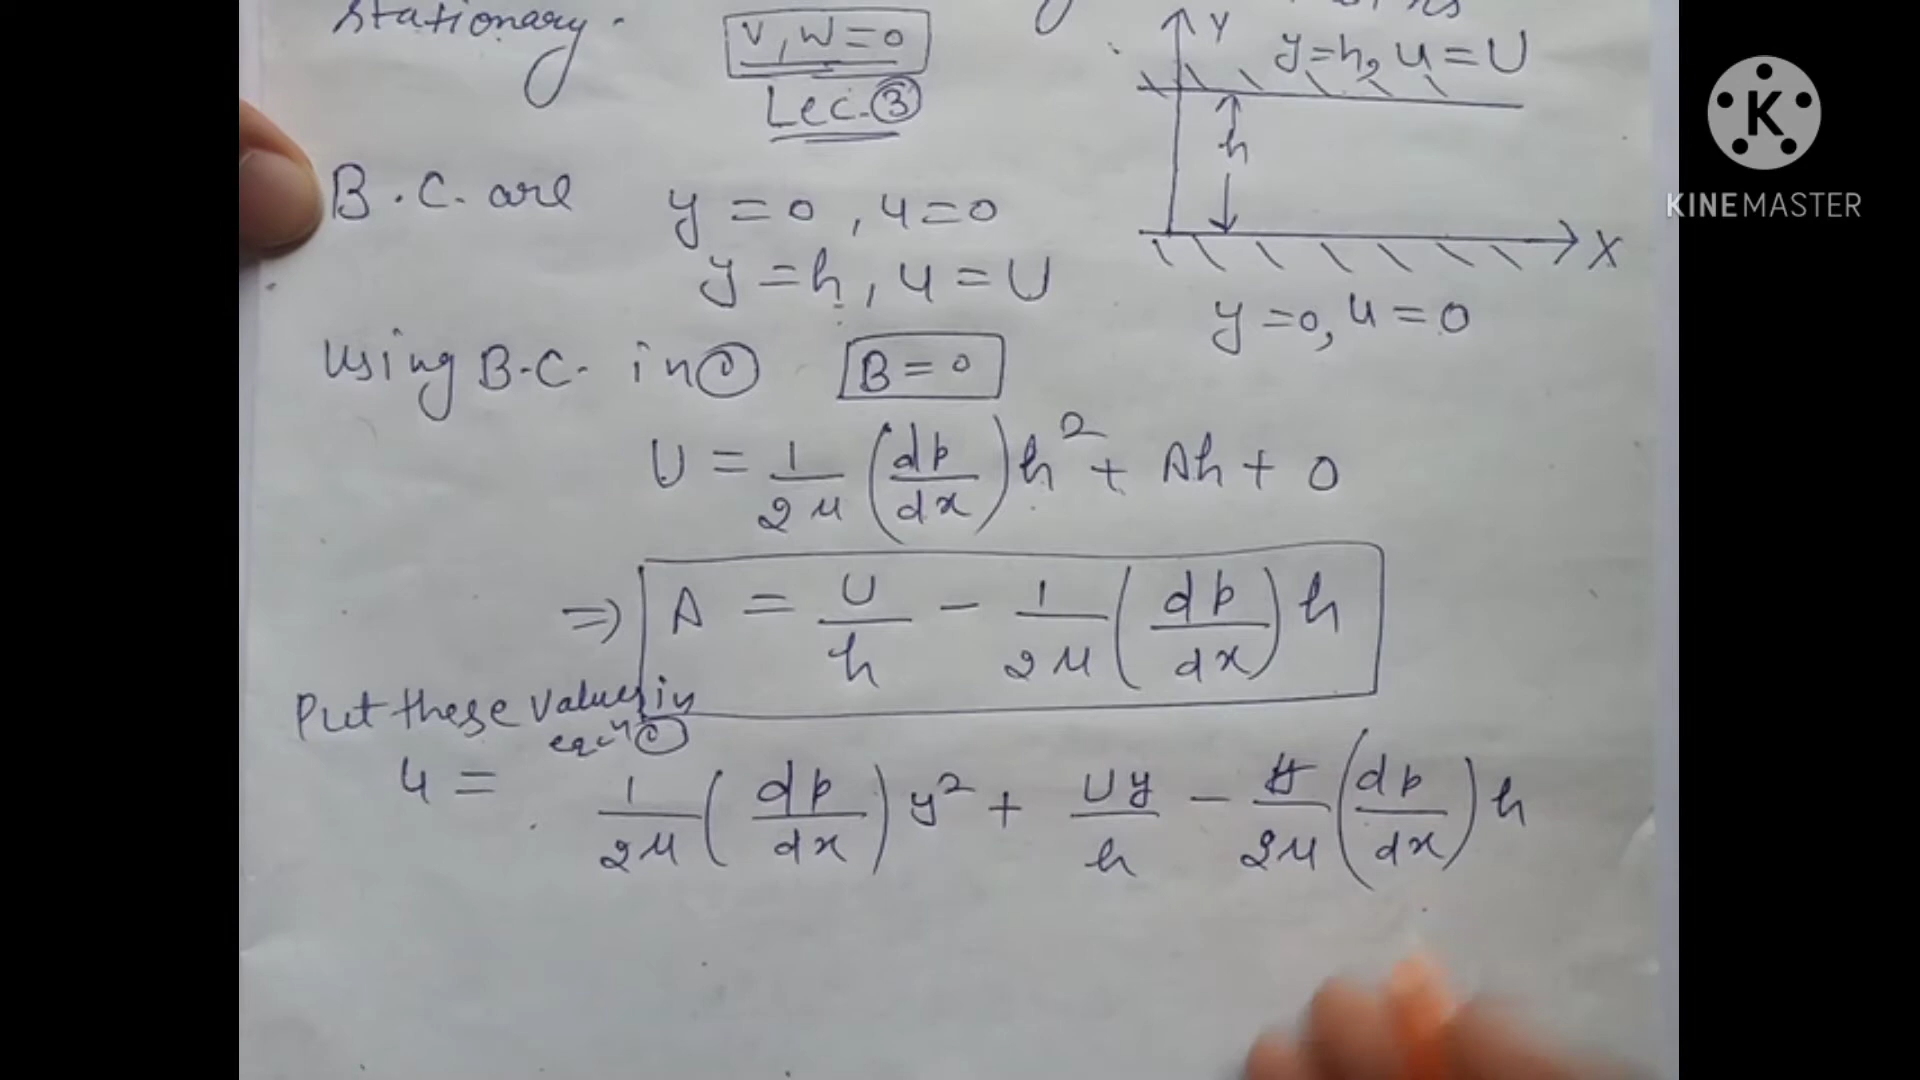 Stationary.
V, W = 0
Lec. ③
Y
y=h, u=U
h
X
y=0, u=0
B.C. are y=0, u=0
y=h, u=U
Using B.C. in ① B=0
U = 1/2μ (dp/dx) h² + Ah + 0
⇒ A = U/h − 1/2μ (dp/dx) h
Put these values in
eqⁿ ①
u = 1/2μ (dp/dx) y² + Uy/h − y/2μ (dp/dx) h
K
KINEMASTER